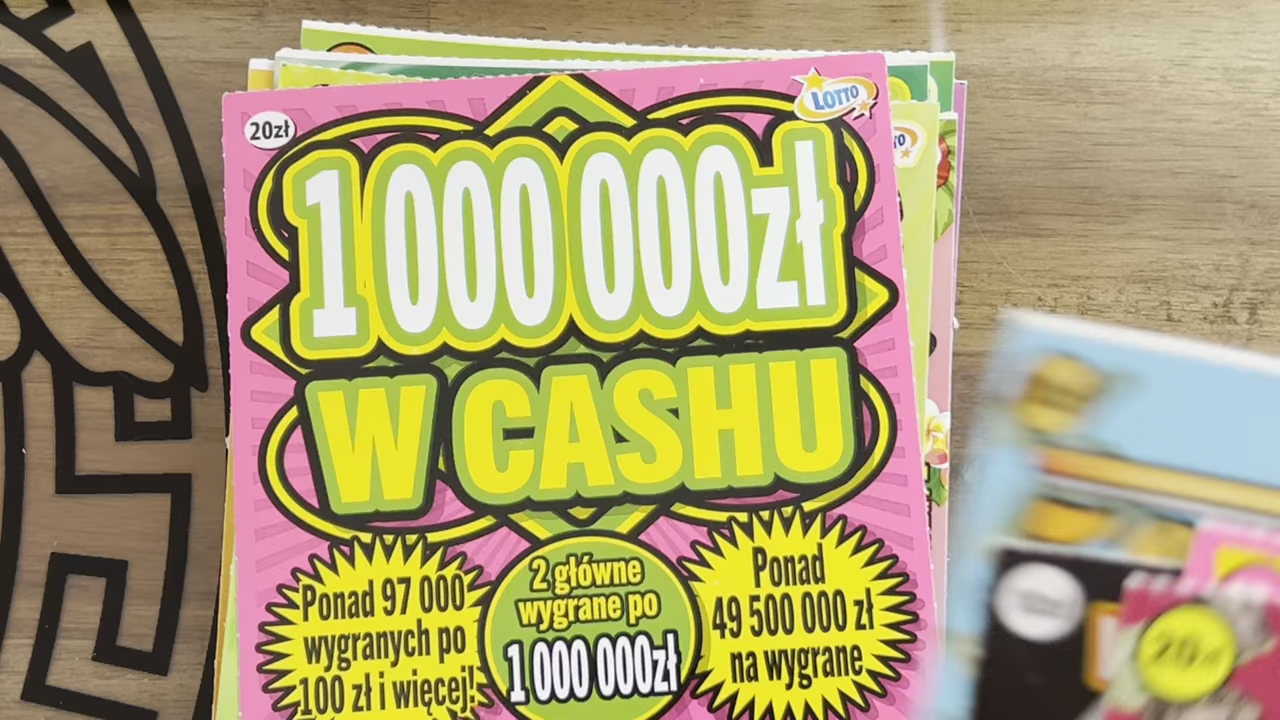 20zł
LOTTO
1 000 000zł
W CASHU
Ponad 97 000
wygranych po
100 zł i więcej!
2 główne
wygrane po
1 000 000zł
Ponad
49 500 000 zł
na wygrane